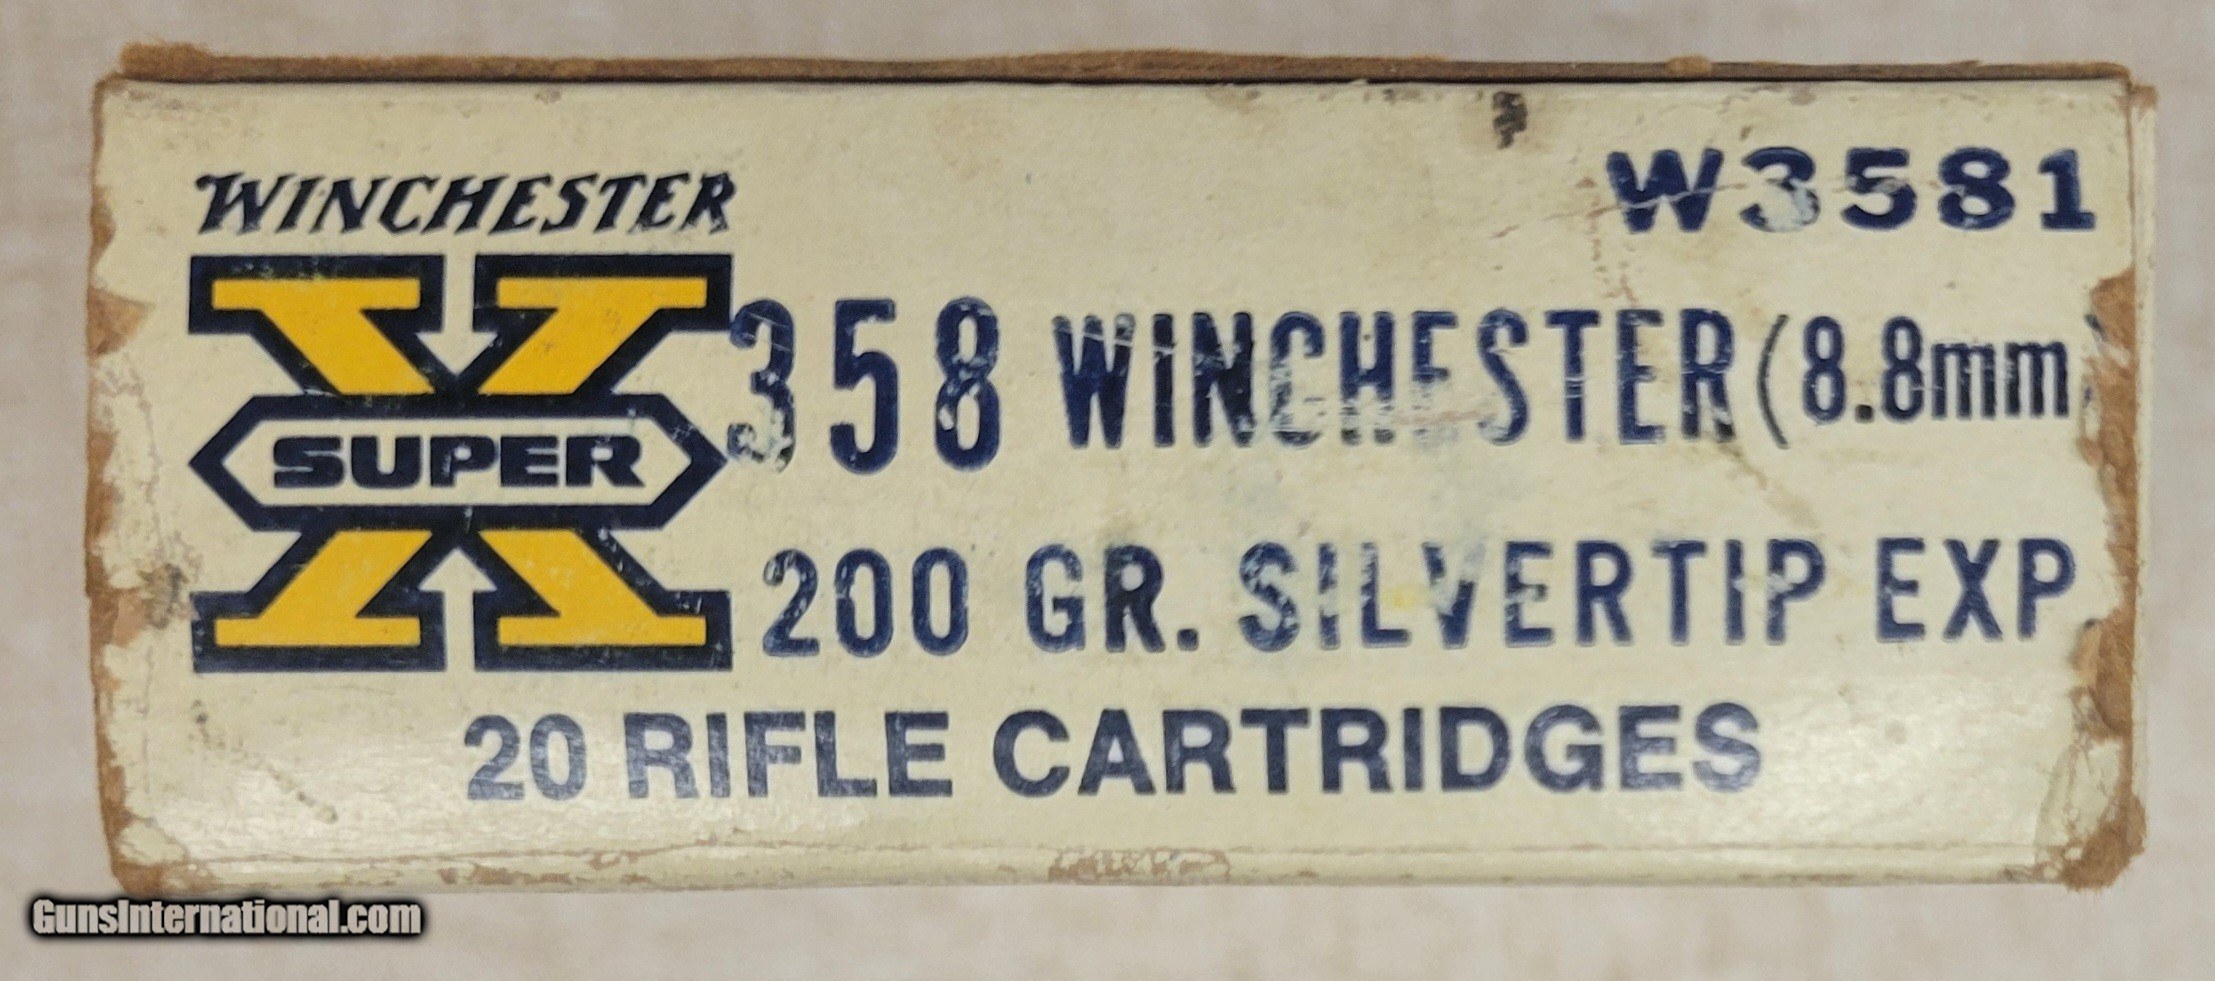 WINCHESTER
W3581
SUPER X
358 WINCHESTER (8.8mm)
200 GR. SILVERTIP EXP
20 RIFLE CARTRIDGES
GunsInternational.com